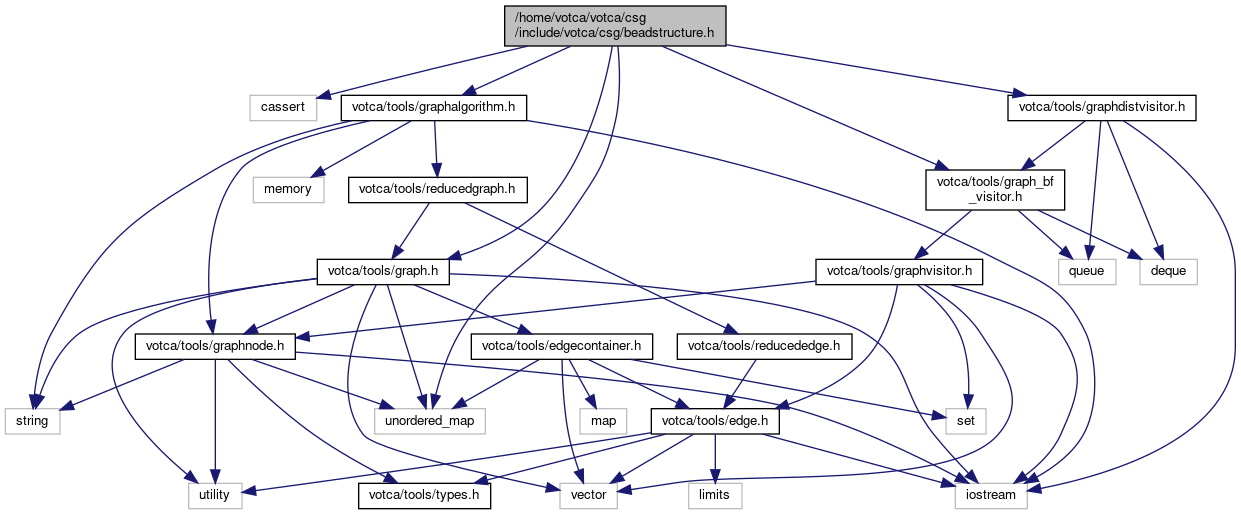 /home/votca/votca/csg
/include/votca/csg/beadstructure.h
cassert
votca/tools/graphalgorithm.h
votca/tools/graphdistvisitor.h
memory
votca/tools/reducedgraph.h
votca/tools/graph_bf
_visitor.h
votca/tools/graph.h
votca/tools/graphvisitor.h
queue
deque
votca/tools/graphnode.h
votca/tools/edgecontainer.h
votca/tools/reducededge.h
string
unordered_map
map
votca/tools/edge.h
set
utility
votca/tools/types.h
vector
limits
iostream